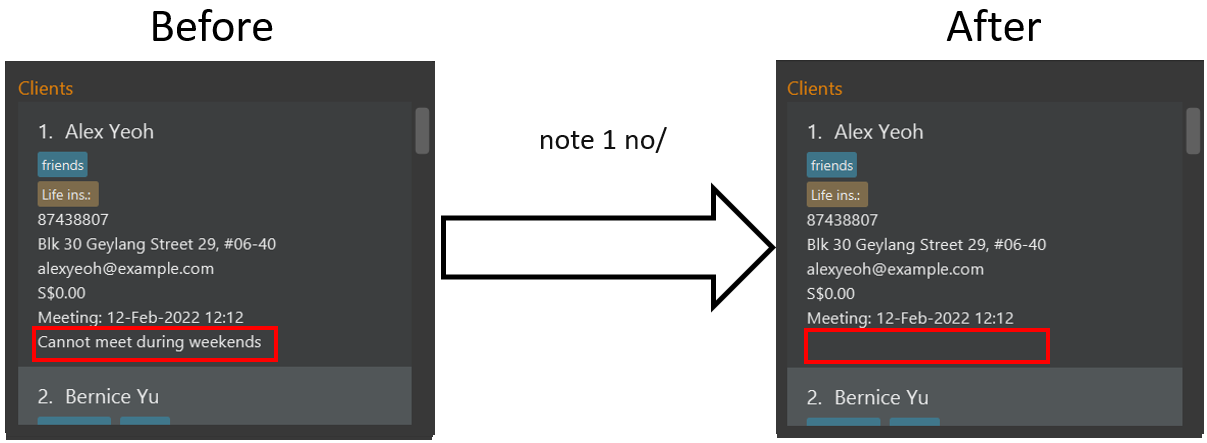 Before
Clients
1. Alex Yeoh
friends
Life ins.:
87438807
Blk 30 Geylang Street 29, #06-40
alexyeoh@example.com
S$0.00
Meeting: 12-Feb-2022 12:12
Cannot meet during weekends
2. Bernice Yu
note 1 no/
After
Clients
1. Alex Yeoh
friends
Life ins.:
87438807
Blk 30 Geylang Street 29, #06-40
alexyeoh@example.com
S$0.00
Meeting: 12-Feb-2022 12:12
2. Bernice Yu